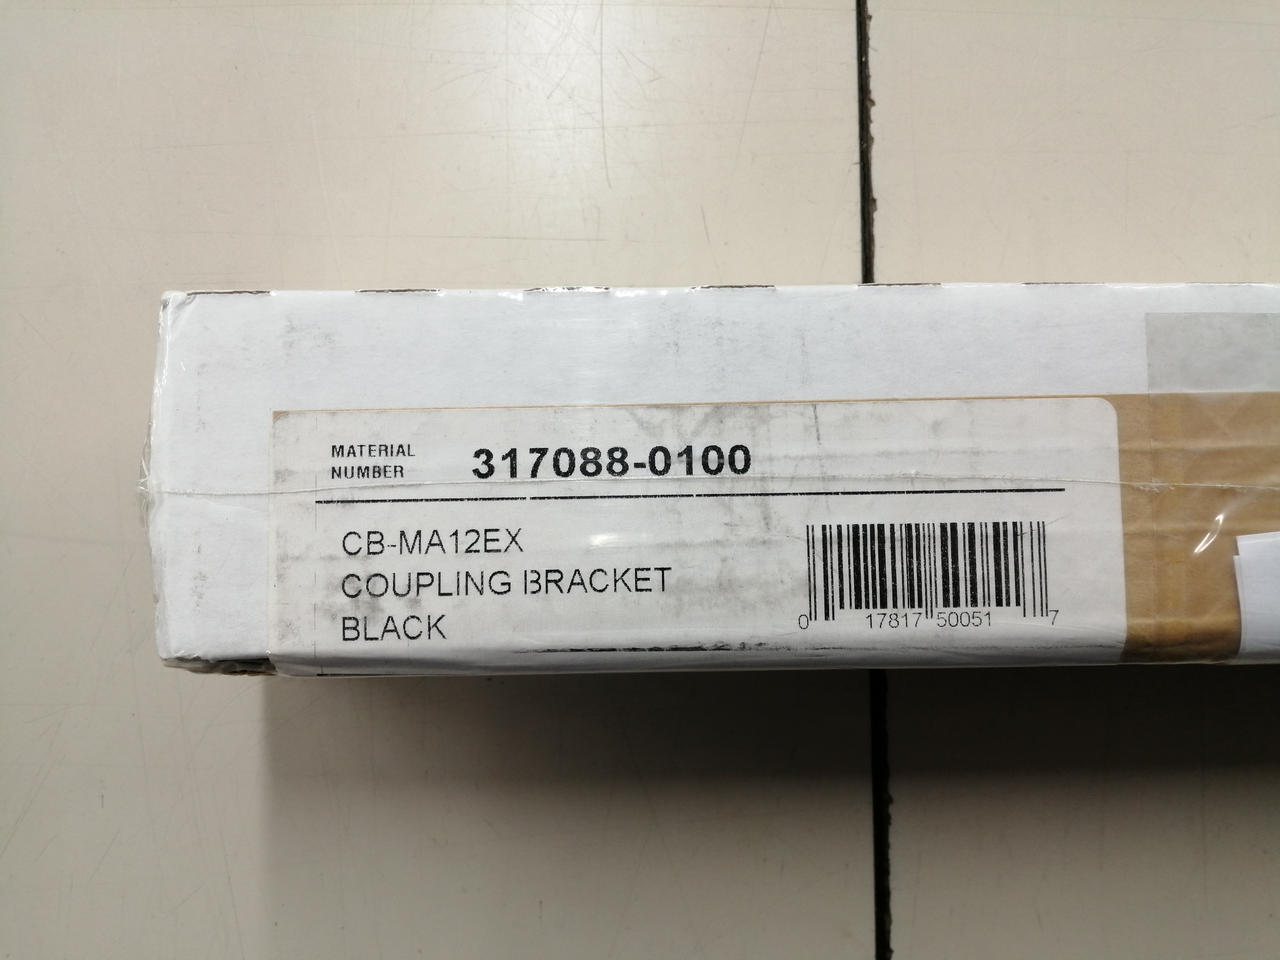 MATERIAL
NUMBER
317088-0100
CB-MA12EX
COUPLING BRACKET
BLACK
0 17817 50051 7